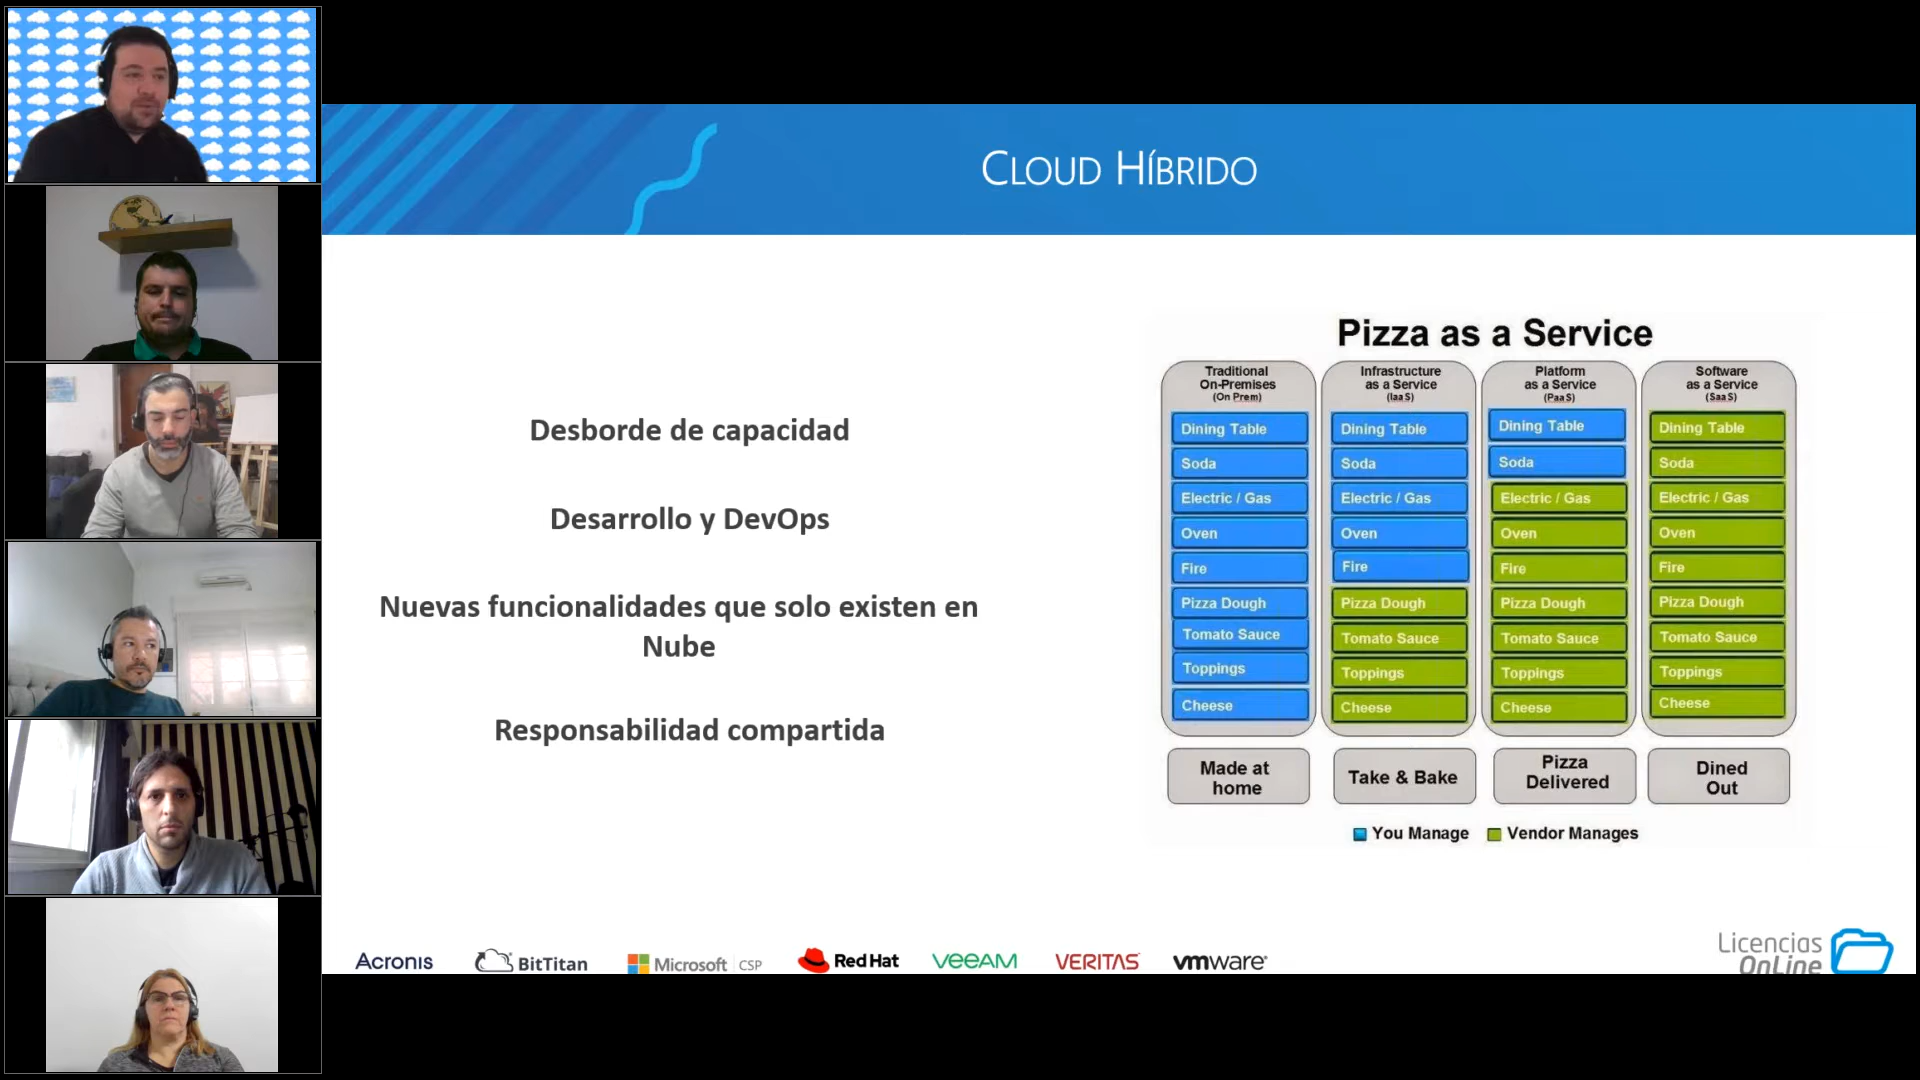 CLOUD HÍBRIDO
Desborde de capacidad
Desarrollo y DevOps
Nuevas funcionalidades que solo existen en
Nube
Responsabilidad compartida
Pizza as a Service
Traditional
On-Premises
(On Prem)
Dining Table
Soda
Electric / Gas
Oven
Fire
Pizza Dough
Tomato Sauce
Toppings
Cheese
Made at
home
Infrastructure
as a Service
(IaaS)
Dining Table
Soda
Electric / Gas
Oven
Fire
Pizza Dough
Tomato Sauce
Toppings
Cheese
Take & Bake
Platform
as a Service
(PaaS)
Dining Table
Soda
Electric / Gas
Oven
Fire
Pizza Dough
Tomato Sauce
Toppings
Cheese
Pizza
Delivered
Software
as a Service
(SaaS)
Dining Table
Soda
Electric / Gas
Oven
Fire
Pizza Dough
Tomato Sauce
Toppings
Cheese
Dined
Out
You Manage Vendor Manages
Acronis BitTitan Microsoft CSP Red Hat veeAM VERITAS vmware
Licencias
OnLine